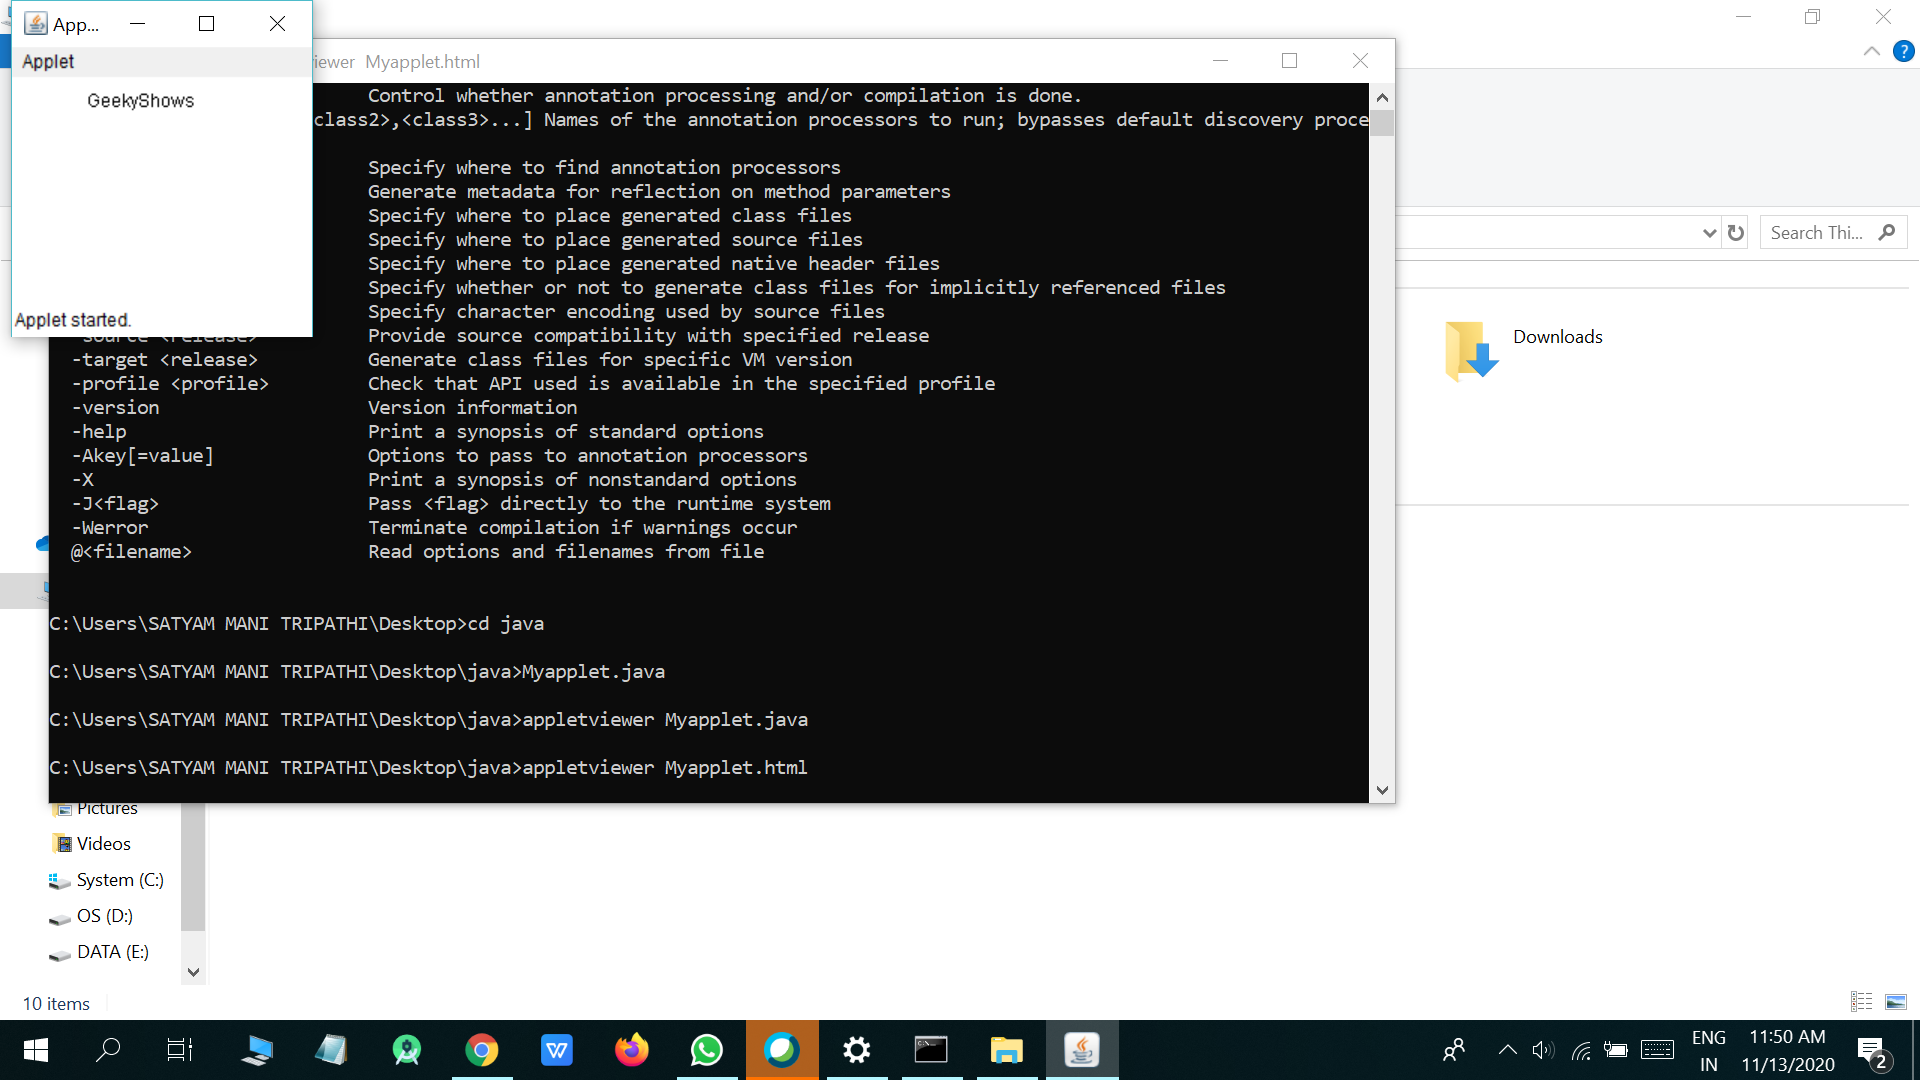 App...
Applet
GeekyShows
Applet started.
viewer  Myapplet.html
Control whether annotation processing and/or compilation is done.
class2>,<class3>...] Names of the annotation processors to run; bypasses default discovery proce
Specify where to find annotation processors
Generate metadata for reflection on method parameters
Specify where to place generated class files
Specify where to place generated source files
Specify where to place generated native header files
Specify whether or not to generate class files for implicitly referenced files
Specify character encoding used by source files
-source <release> Provide source compatibility with specified release
-target <release> Generate class files for specific VM version
-profile <profile> Check that API used is available in the specified profile
-version Version information
-help Print a synopsis of standard options
-Akey[=value] Options to pass to annotation processors
-X Print a synopsis of nonstandard options
-J<flag> Pass <flag> directly to the runtime system
-Werror Terminate compilation if warnings occur
@<filename> Read options and filenames from file
C:\Users\SATYAM MANI TRIPATHI\Desktop>cd java
C:\Users\SATYAM MANI TRIPATHI\Desktop\java>Myapplet.java
C:\Users\SATYAM MANI TRIPATHI\Desktop\java>appletviewer Myapplet.java
C:\Users\SATYAM MANI TRIPATHI\Desktop\java>appletviewer Myapplet.html
Search Thi...
Downloads
Pictures
Videos
System (C:)
OS (D:)
DATA (E:)
10 items
ENG
IN
11:50 AM
11/13/2020
2